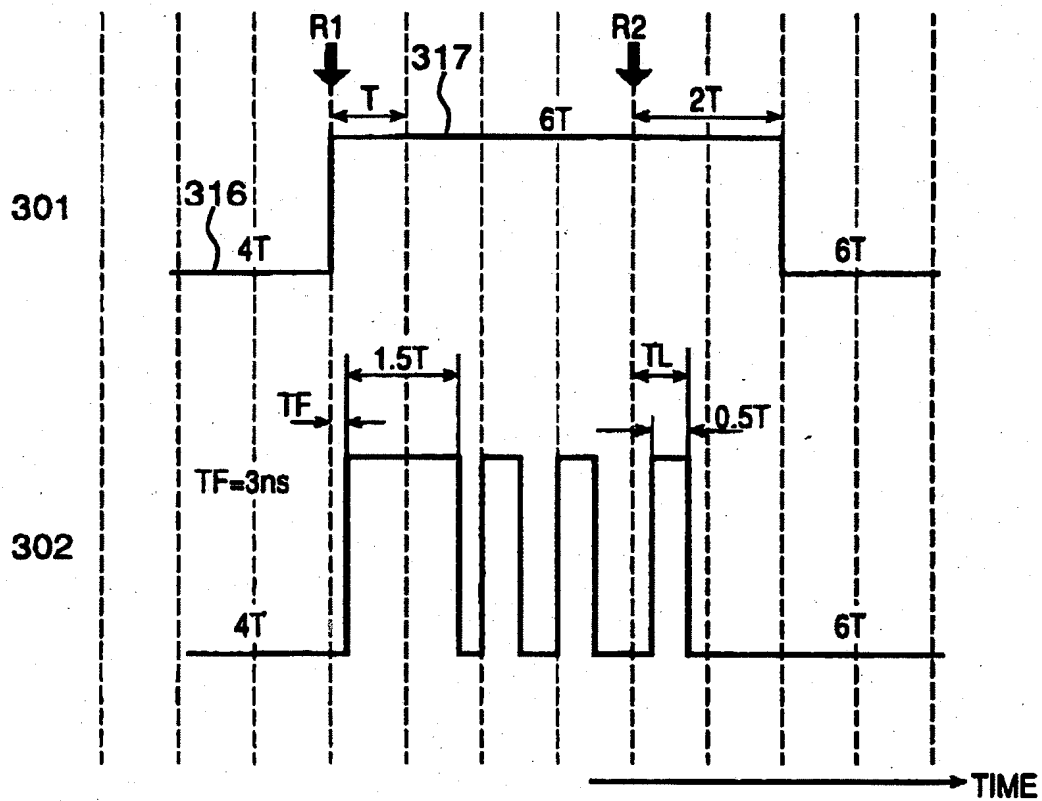 R1
R2
317
T
2T
6T
301
316
4T
6T
1.5T
TL
TF
0.5T
TF=3ns
302
4T
6T
TIME